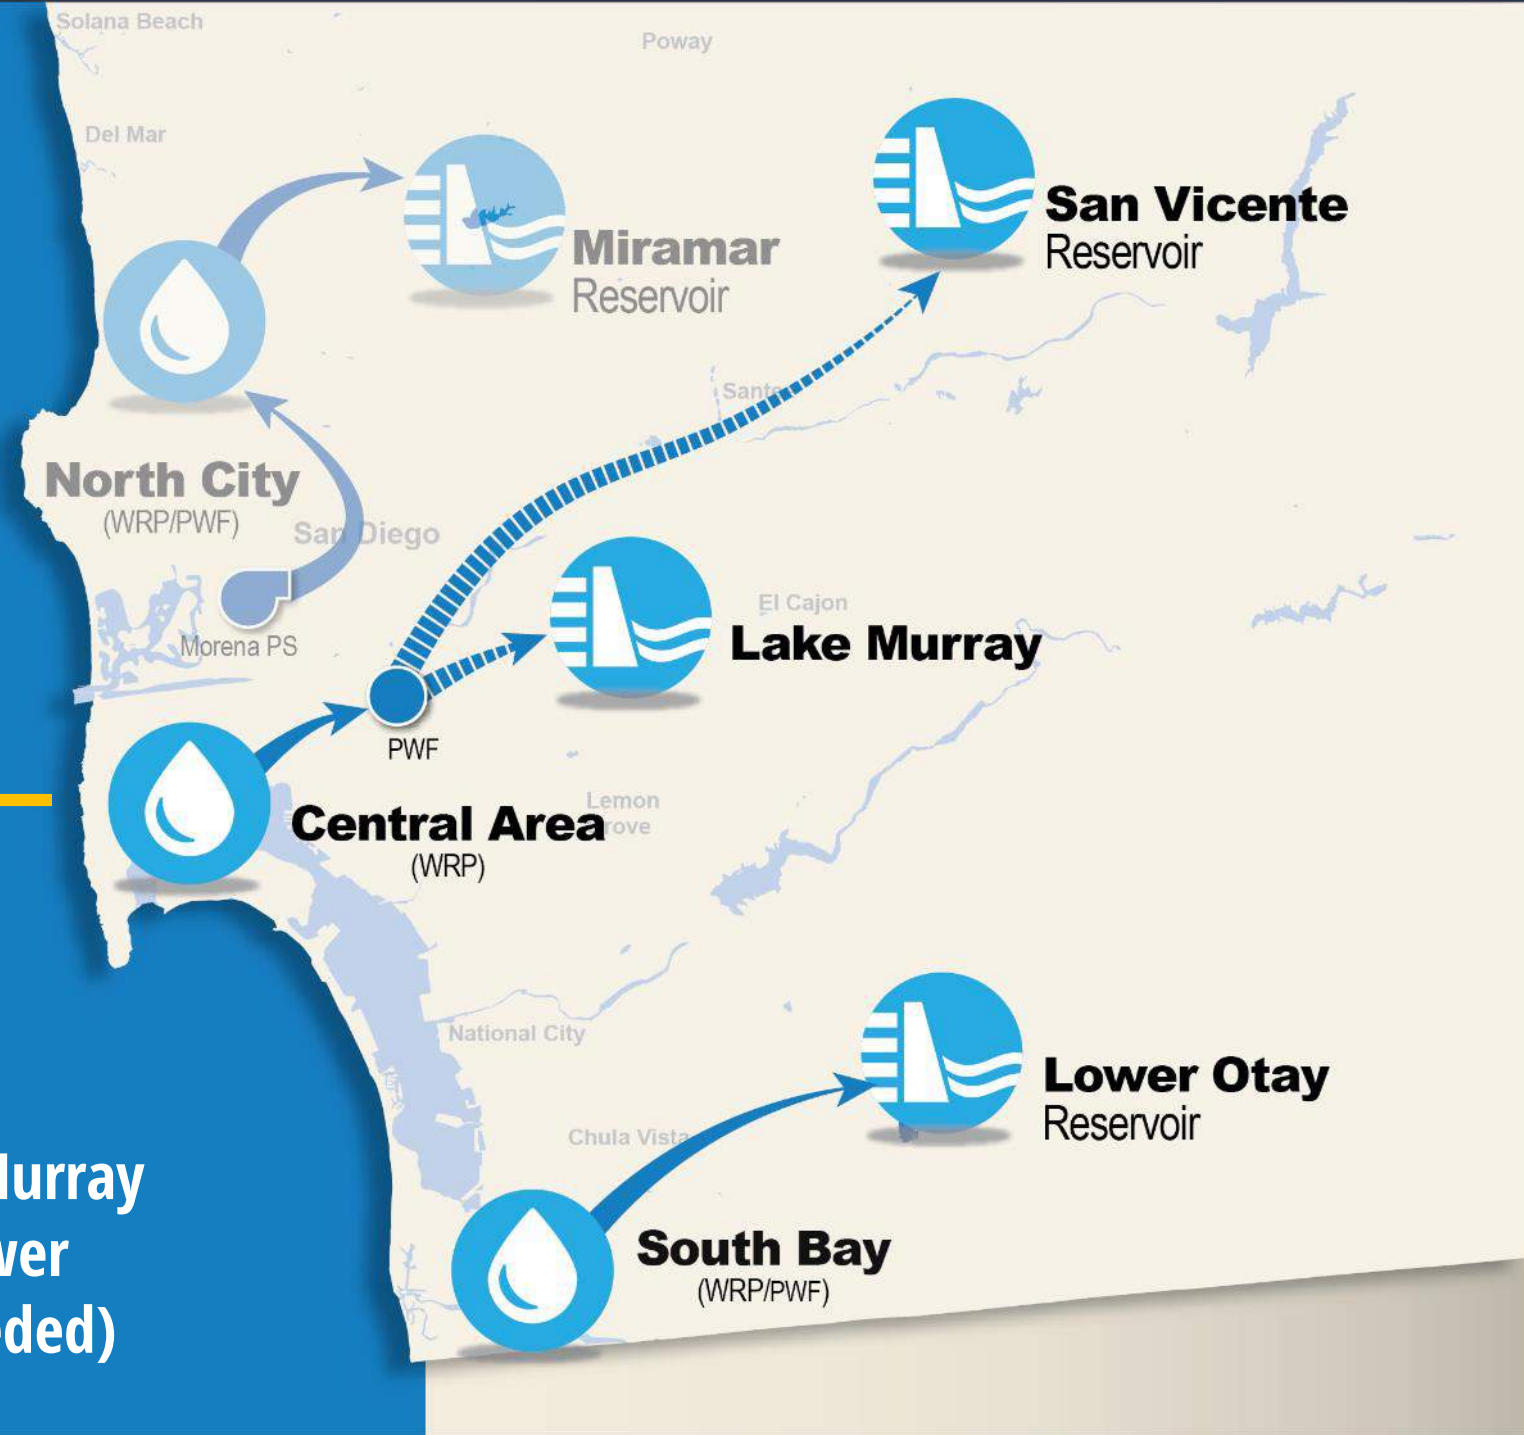 Solana Beach
Poway
Del Mar
San Vicente
Reservoir
Miramar
Reservoir
North City
(WRP/PWF)
San Diego
El Cajon
Lake Murray
Morena PS
PWF
Lemon
Central Area
(WRP)
National City
Lower Otay
Reservoir
Chula Vista
South Bay
(WRP/PWF)